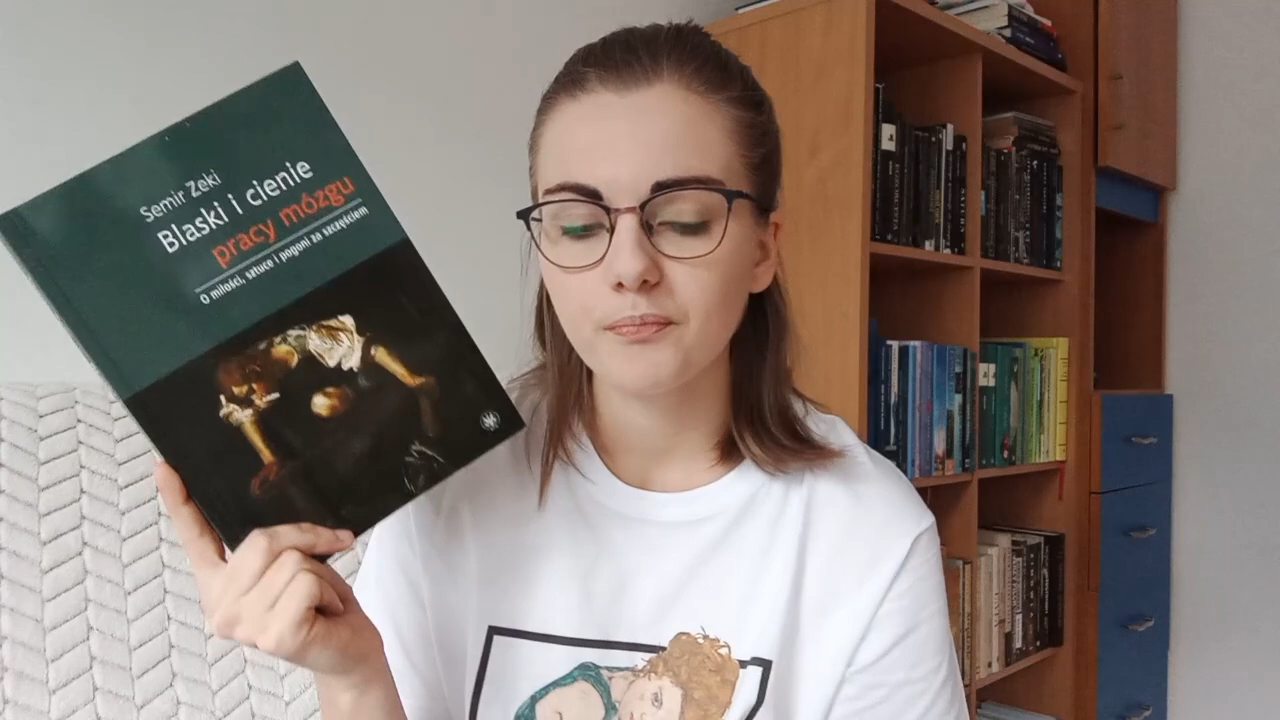 Semir Zeki
Blaski i cienie
pracy mózgu
O miłości, sztuce i pogoni za szczęściem